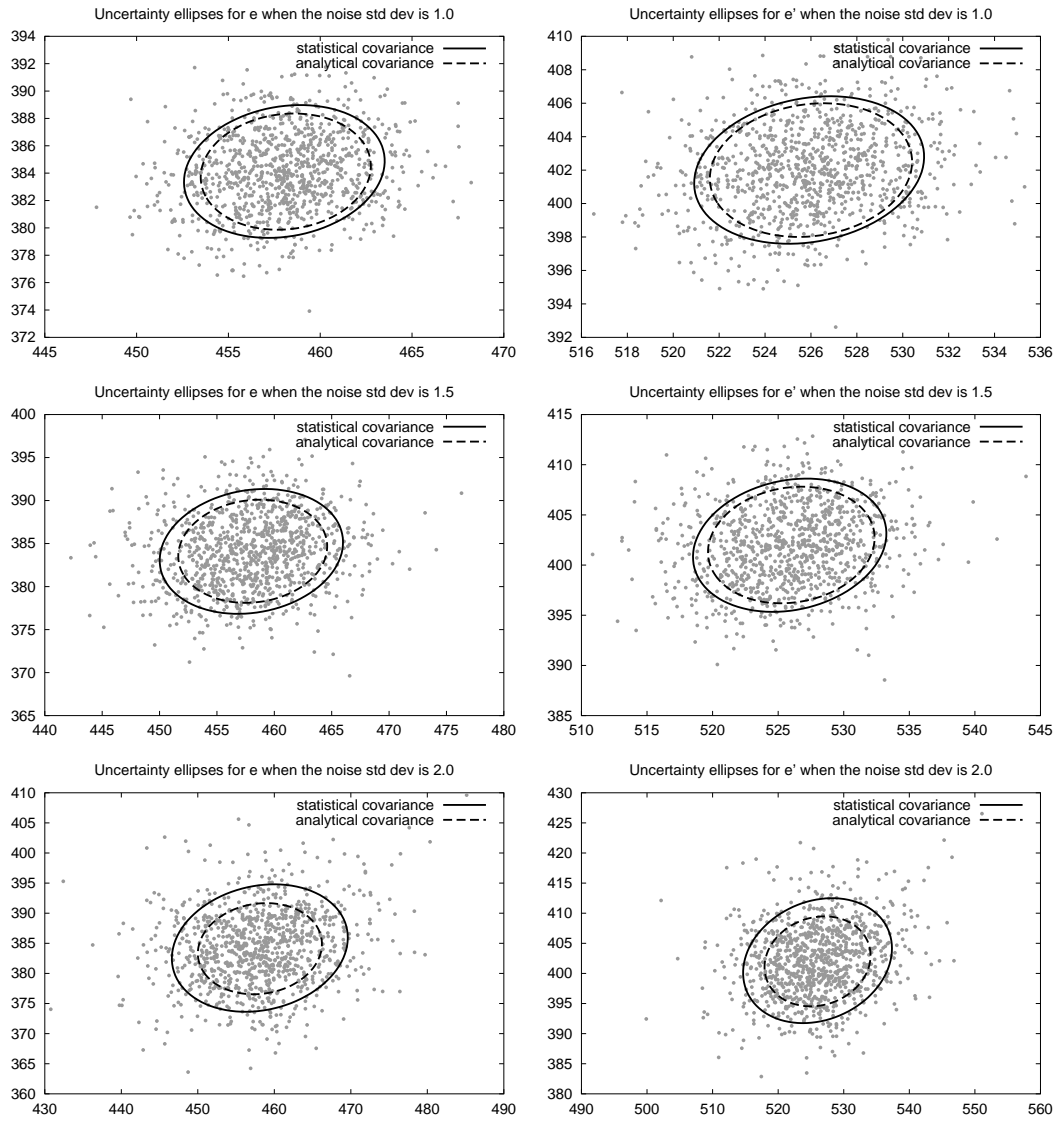 Uncertainty ellipses for e when the noise std dev is 1.0
394
392
390
388
386
384
382
380
378
376
374
372
445 450 455 460 465 470
statistical covariance
analytical covariance
Uncertainty ellipses for e' when the noise std dev is 1.0
410
408
406
404
402
400
398
396
394
392
516 518 520 522 524 526 528 530 532 534 536
statistical covariance
analytical covariance
Uncertainty ellipses for e when the noise std dev is 1.5
400
395
390
385
380
375
370
365
440 445 450 455 460 465 470 475 480
statistical covariance
analytical covariance
Uncertainty ellipses for e' when the noise std dev is 1.5
415
410
405
400
395
390
385
510 515 520 525 530 535 540 545
statistical covariance
analytical covariance
Uncertainty ellipses for e when the noise std dev is 2.0
410
405
400
395
390
385
380
375
370
365
360
430 440 450 460 470 480 490
statistical covariance
analytical covariance
Uncertainty ellipses for e' when the noise std dev is 2.0
430
425
420
415
410
405
400
395
390
385
380
490 500 510 520 530 540 550 560
statistical covariance
analytical covariance